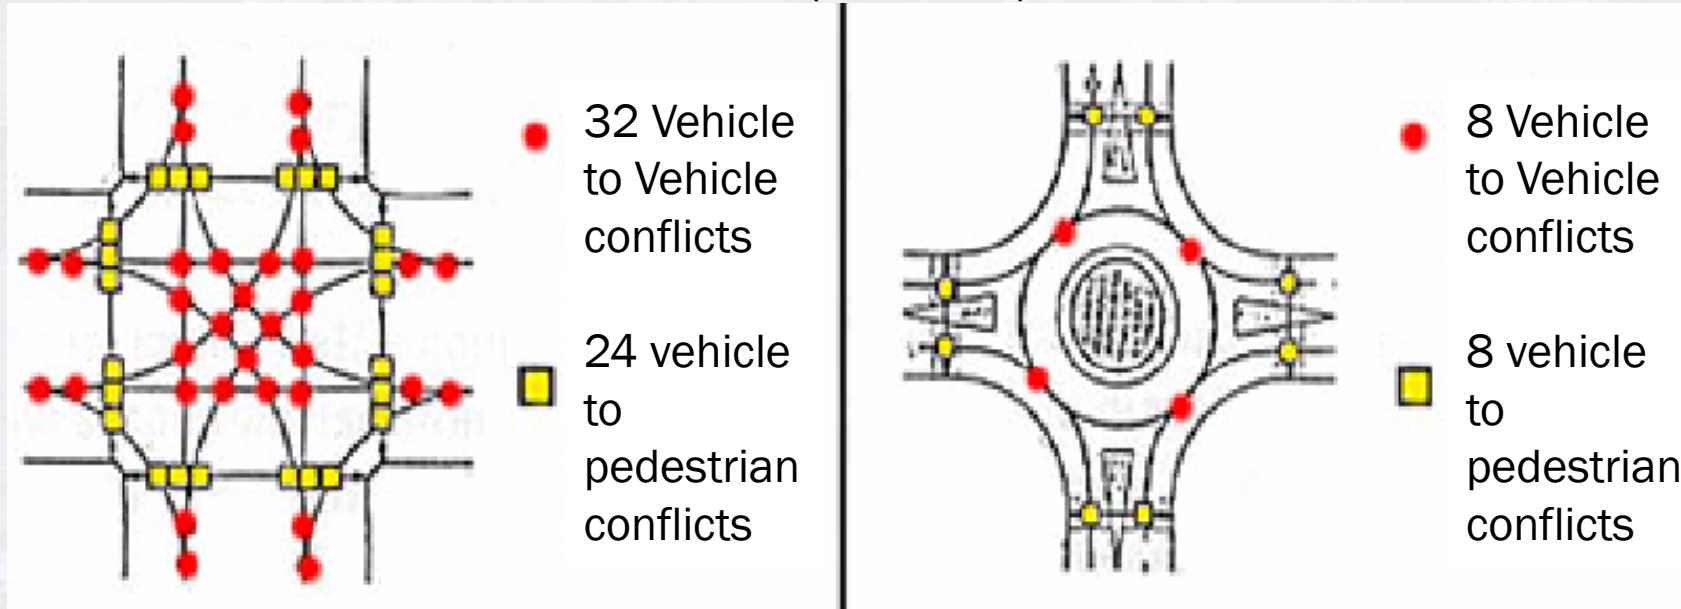 32 Vehicle
to Vehicle
conflicts
24 vehicle
to
pedestrian
conflicts
8 Vehicle
to Vehicle
conflicts
8 vehicle
to
pedestrian
conflicts